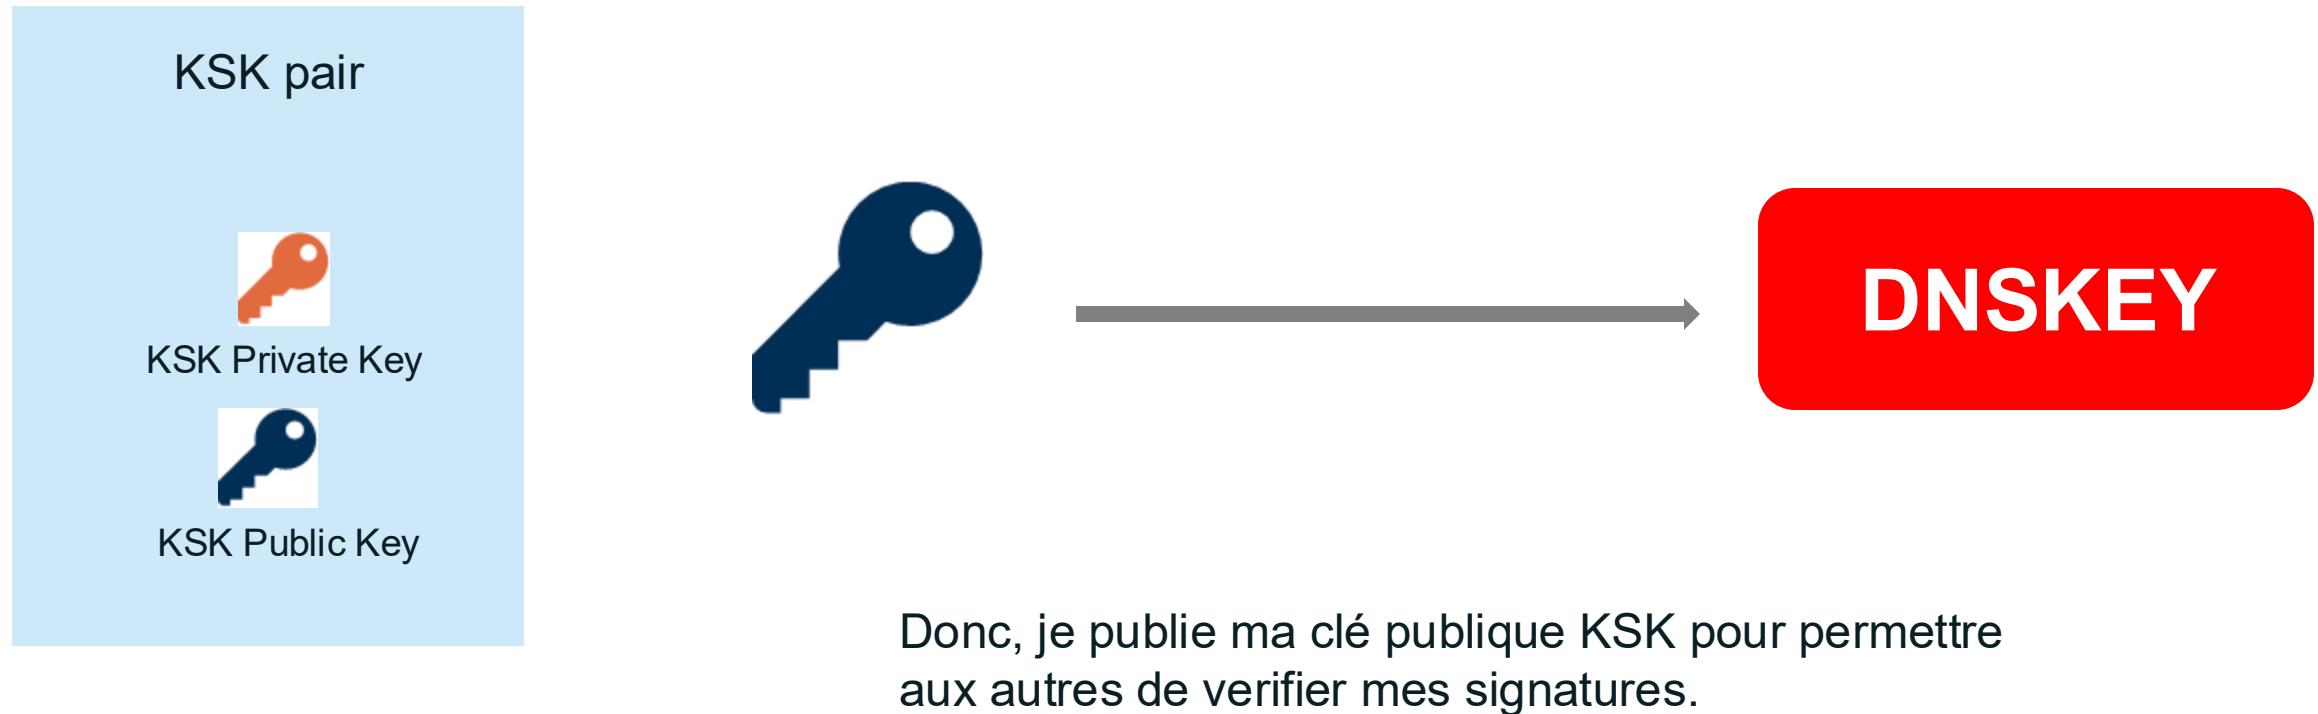 KSK pair
KSK Private Key
KSK Public Key
DNSKEY
Donc, je publie ma clé publique KSK pour permettre
aux autres de verifier mes signatures.